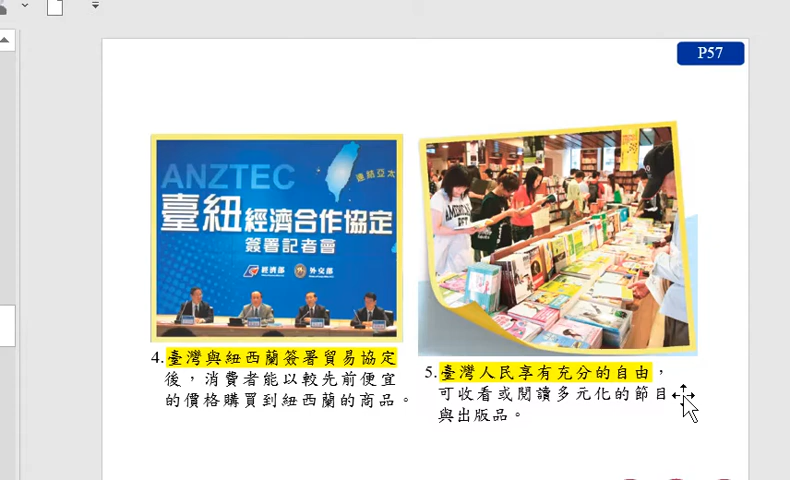 P57
ANZTEC
連結亞太
臺紐經濟合作協定
簽署記者會
經濟部
外交部
4. 臺灣與紐西蘭簽署貿易協定
後，消費者能以較先前便宜
的價格購買到紐西蘭的商品。
5. 臺灣人民享有充分的自由，
可收看或閱讀多元化的節目
與出版品。